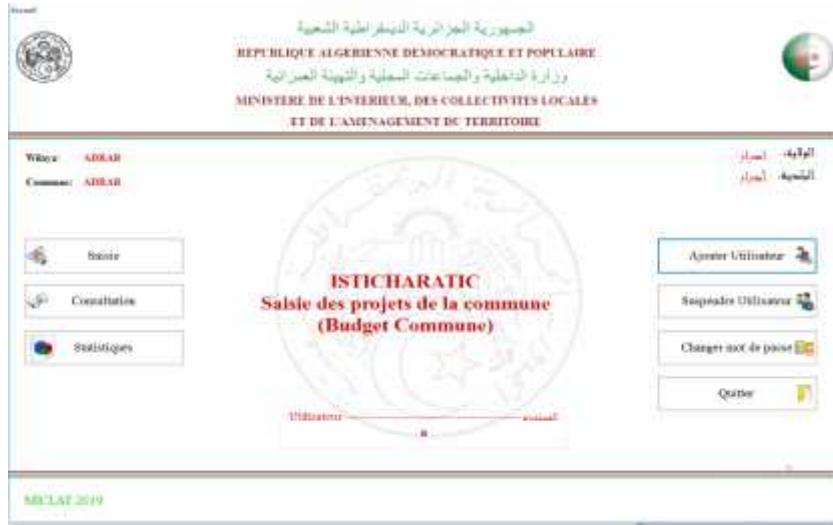 Accueil
الجمهورية الجزائرية الديمقراطية الشعبية
REPUBLIQUE ALGERIENNE DEMOCRATIQUE ET POPULAIRE
وزارة الداخلية والجماعات المحلية والتهيئة العمرانية
MINISTERE DE L'INTERIEUR, DES COLLECTIVITES LOCALES
ET DE L'AMENAGEMENT DU TERRITOIRE
Wilaya: ADRAR
الولاية: أدرار
Commune: ADRAR
البلدية: أدرار
Saisie
Ajouter Utilisateur
Consultation
Suspendre Utilisateur
Statistiques
Changer mot de passe
Quitter
ISTICHARATIC
Saisie des projets de la commune
(Budget Commune)
Utilisateur
المستخدم
MICLAT 2019